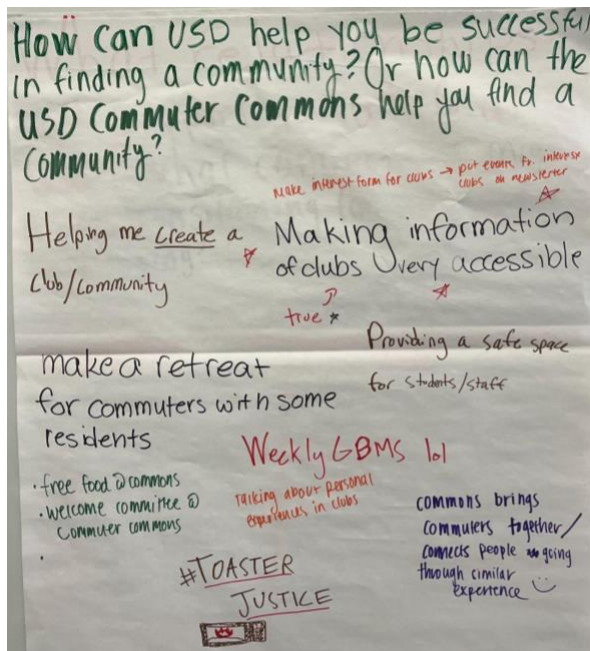 How can USD help you be successful
in finding a community? Or how can the
USD Commuter Commons help you find a
community?
Make interest form for clubs → put events for interest
clubs on newsletter
Helping me create a
club/community
Making information
of clubs very accessible
true
Providing a safe space
for students/staff
make a retreat
for commuters with some
residents
Weekly GBMS lol
Talking about personal
experiences in clubs
• free food @ commons
• welcome committee @
commuter commons
•
commons brings
commuters together/
connects people going
through similar
experience
#TOASTER
JUSTICE